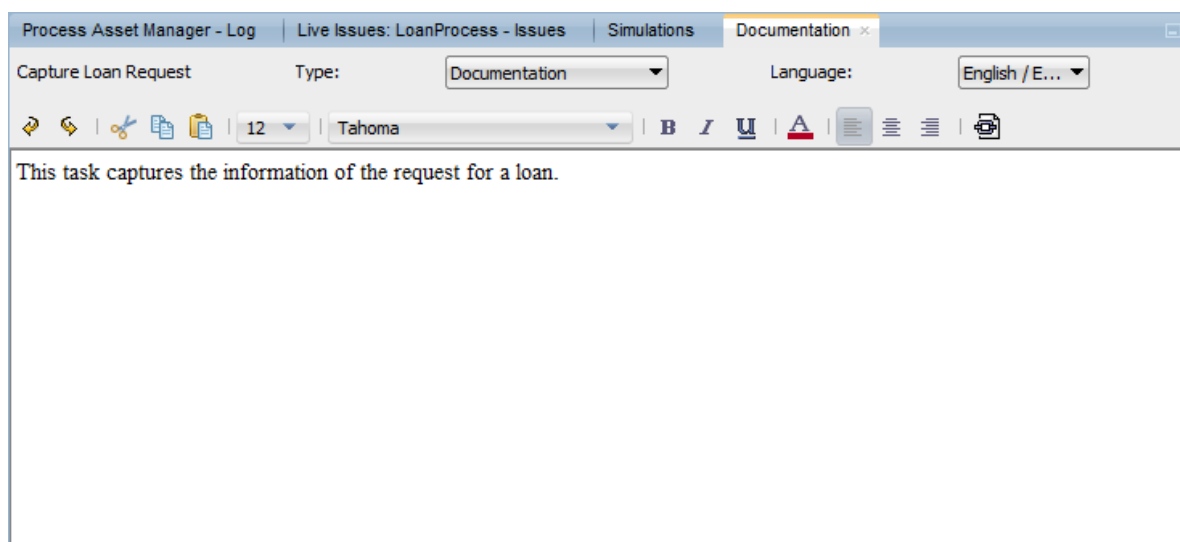 Process Asset Manager - Log Live Issues: LoanProcess - Issues Simulations Documentation
Capture Loan Request Type: Documentation Language: English / E...
12 Tahoma B I U A
This task captures the information of the request for a loan.